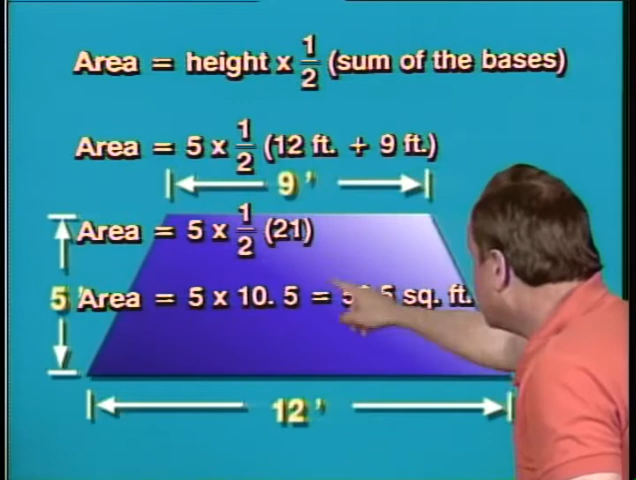 Area = height x 1/2 (sum of the bases)
Area = 5 x 1/2 (12 ft. + 9 ft.)
9'
Area = 5 x 1/2 (21)
5'
Area = 5 x 10. 5 = sq. ft.
12'